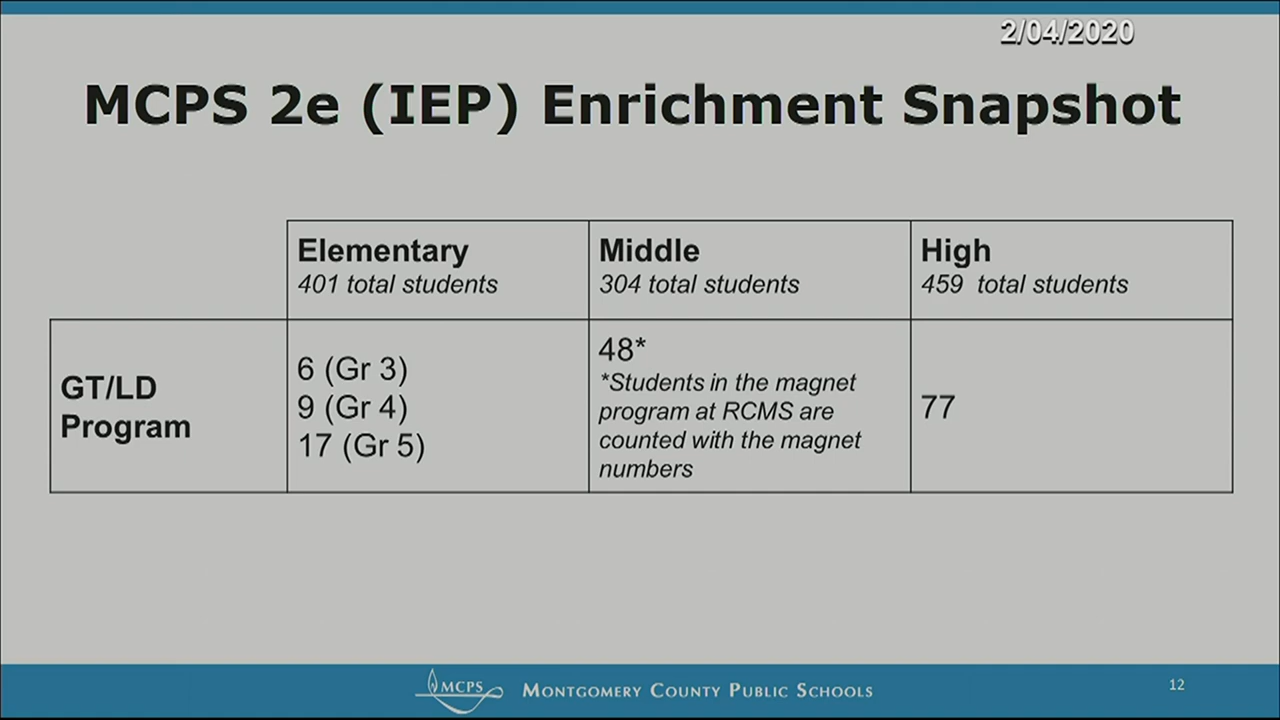 2/04/2020
MCPS 2e (IEP) Enrichment Snapshot
Elementary
401 total students
Middle
304 total students
High
459 total students
GT/LD
Program
6 (Gr 3)
9 (Gr 4)
17 (Gr 5)
48*
*Students in the magnet
program at RCMS are
counted with the magnet
numbers
77
MCPS
MONTGOMERY COUNTY PUBLIC SCHOOLS
12